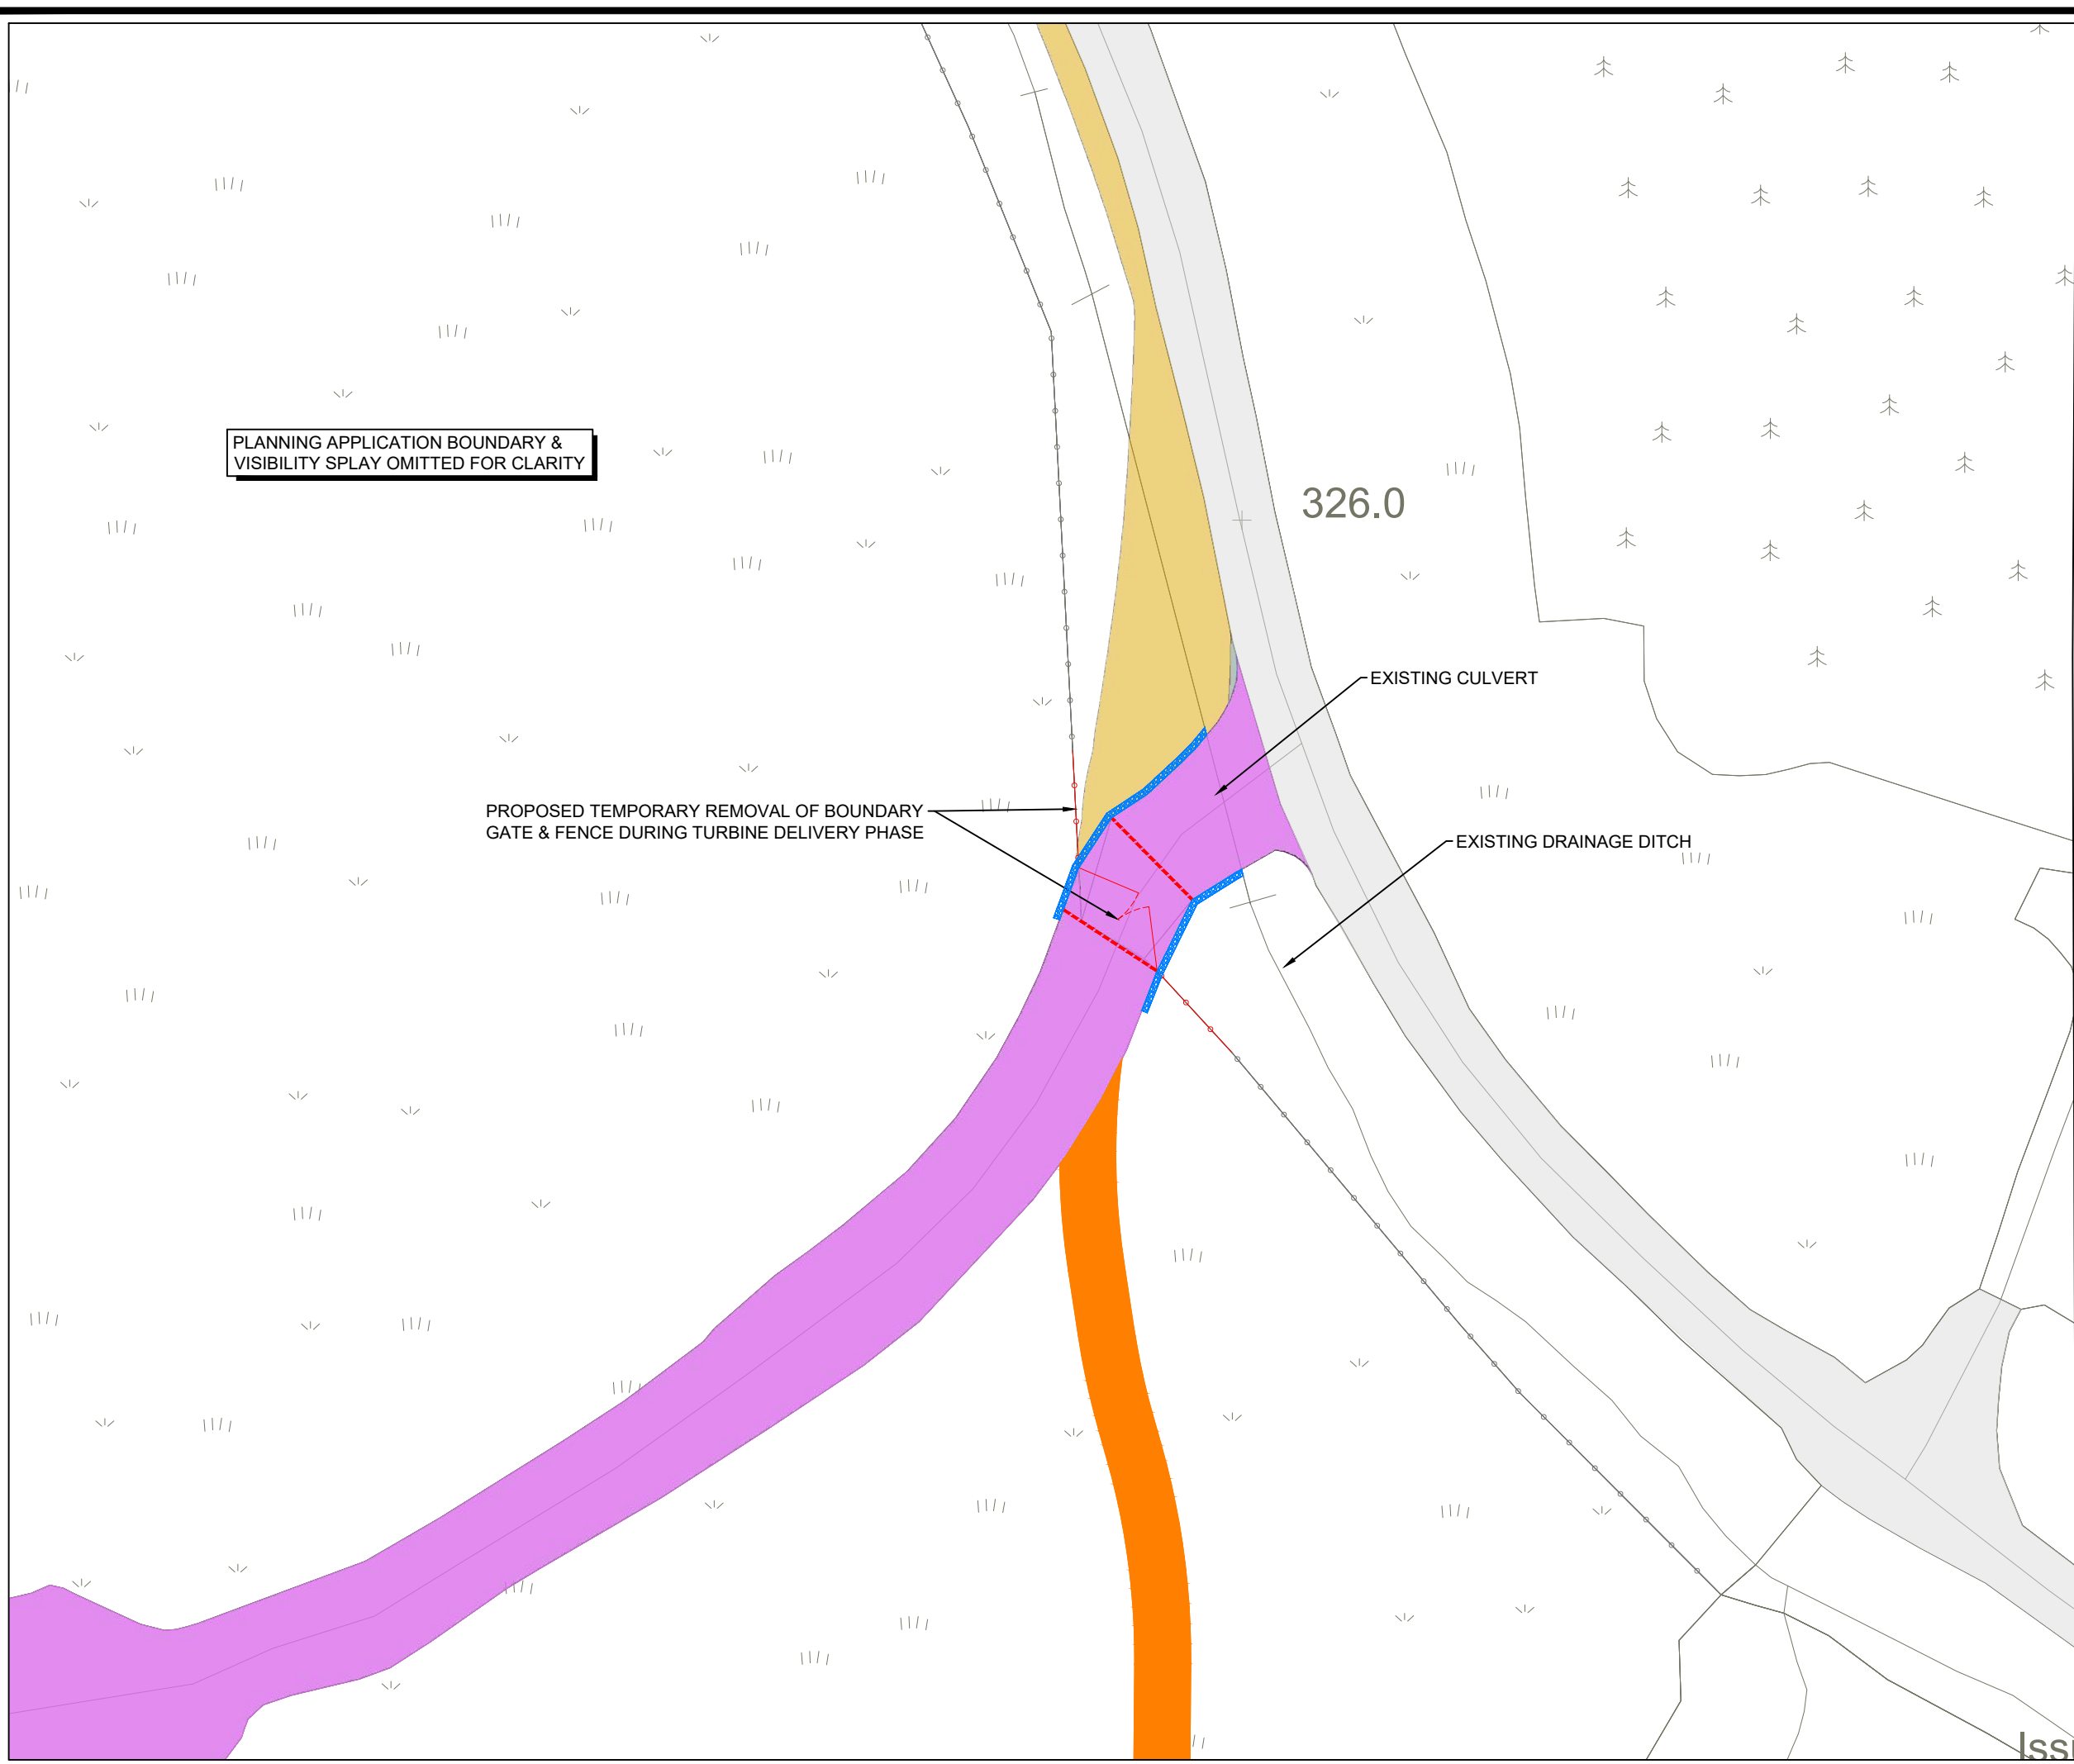 PLANNING APPLICATION BOUNDARY &
VISIBILITY SPLAY OMITTED FOR CLARITY
326.0
EXISTING CULVERT
PROPOSED TEMPORARY REMOVAL OF BOUNDARY
GATE & FENCE DURING TURBINE DELIVERY PHASE
EXISTING DRAINAGE DITCH